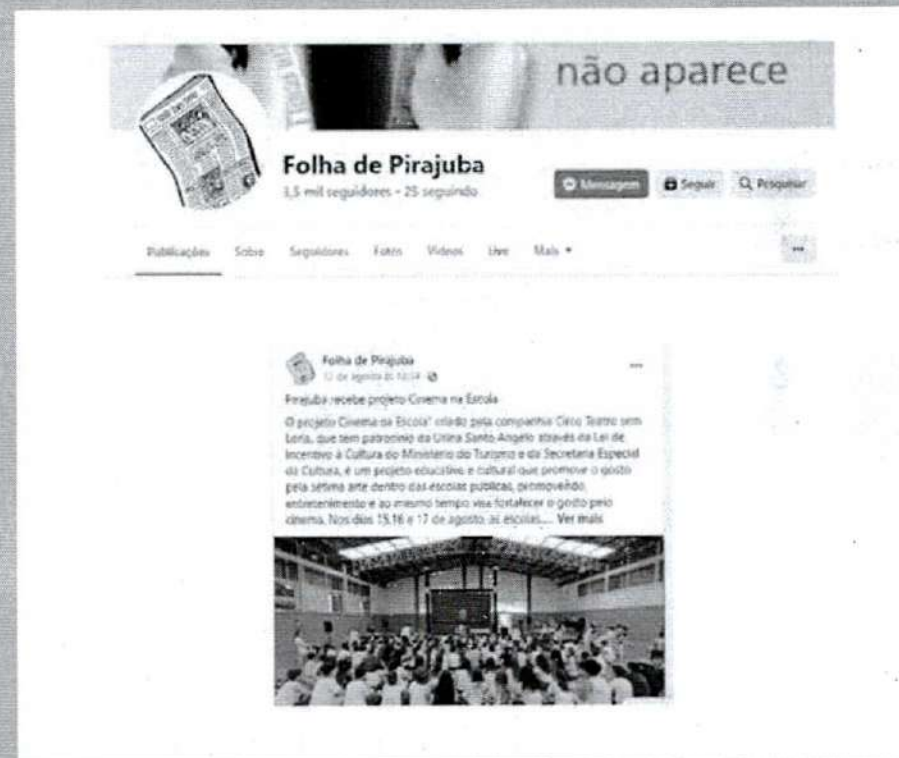 não aparece
Folha de Pirajuba
1,5 mil seguidores • 25 seguindo
Mensagem Seguir Pesquisar
Publicações Sobre Seguidores Fotos Vídeos Live Mais
Folha de Pirajuba
de agosto às
Pirajuba recebe projeto Cinema na Escola
O projeto Cinema na Escola" criado pela companhia Circo Teatro sem
Lona, que tem patrocínio da Usina Santo Ângelo através da Lei de
Incentivo à Cultura do Ministério do Turismo e da Secretaria Especial
da Cultura, é um projeto educativo e cultural que promove o gosto
pela sétima arte dentro das escolas públicas, promovendo
entretenimento e ao mesmo tempo visa fortalecer o gosto pelo
cinema. Nos dias 15,16 e 17 de agosto, as escolas.... Ver mais